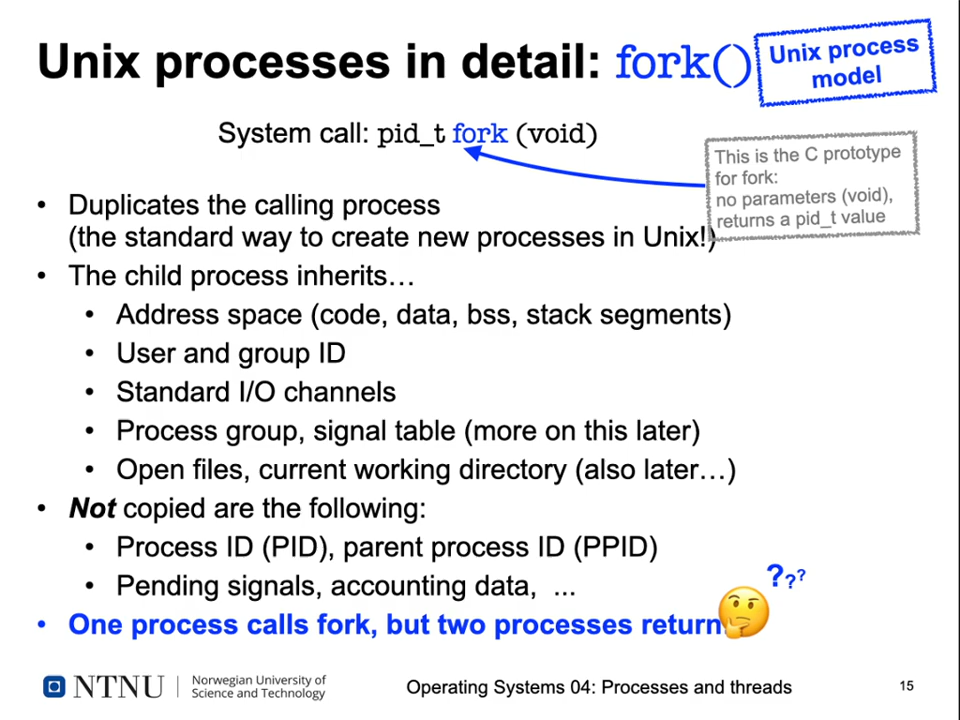 Unix processes in detail: fork()
Unix process
model
System call: pid_t fork (void)
This is the C prototype
for fork:
no parameters (void),
returns a pid_t value
• Duplicates the calling process
(the standard way to create new processes in Unix!)
• The child process inherits…
• Address space (code, data, bss, stack segments)
• User and group ID
• Standard I/O channels
• Process group, signal table (more on this later)
• Open files, current working directory (also later…)
• Not copied are the following:
• Process ID (PID), parent process ID (PPID)
• Pending signals, accounting data, ...
???
• One process calls fork, but two processes return
NTNU
Norwegian University of
Science and Technology
Operating Systems 04: Processes and threads
15